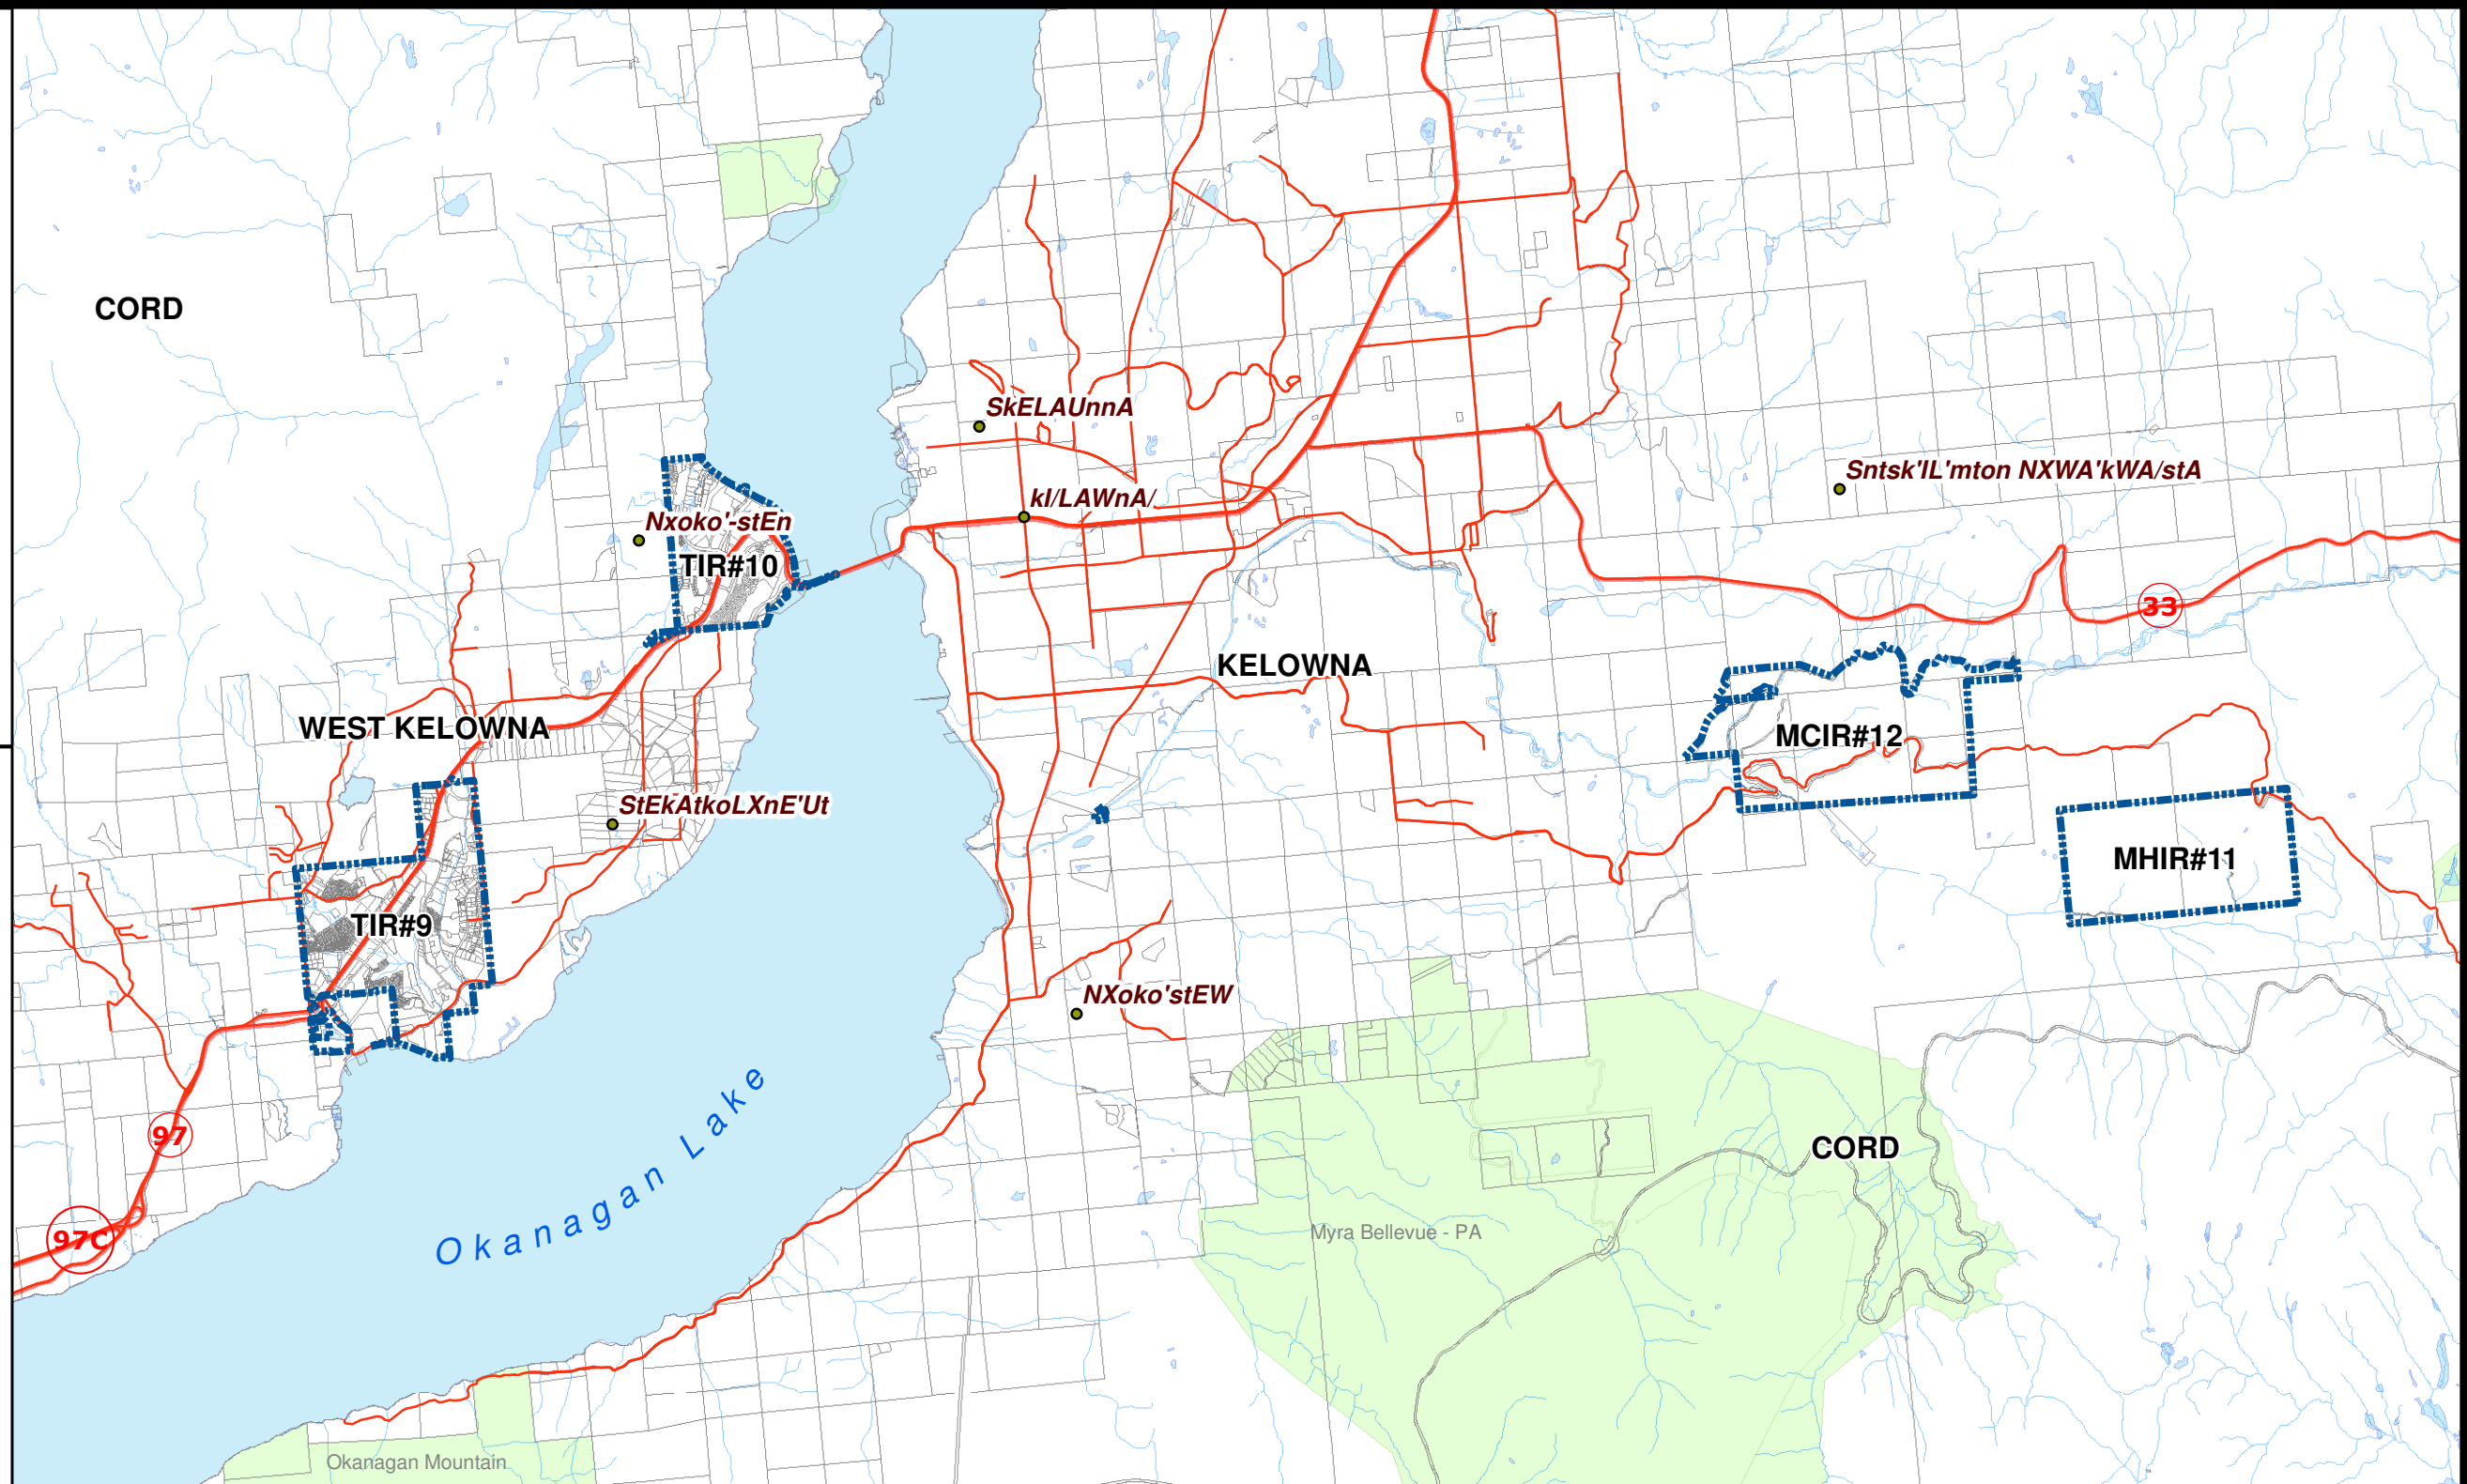 CORD
SkELAUnnA
Sntsk'IL'mton NXWA'kWA/stA
kI/LAWnA/
Nxoko'-stEn
TIR#10
33
KELOWNA
WEST KELOWNA
MCIR#12
StEkAtkoLXnE'Ut
MHIR#11
TIR#9
NXoko'stEW
97
CORD
Okanagan Lake
Myra Bellevue - PA
97C
Okanagan Mountain